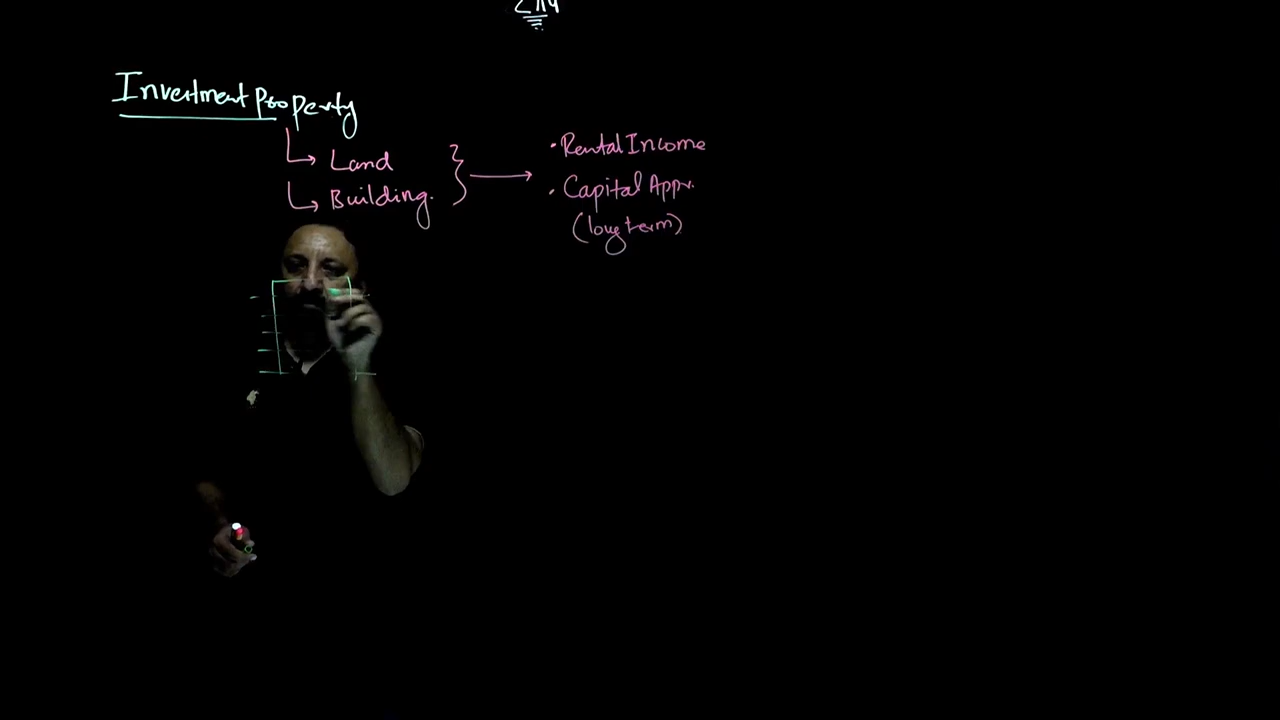 Investment Property
Land
Building.
• Rental Income
• Capital Appr.
(long term)